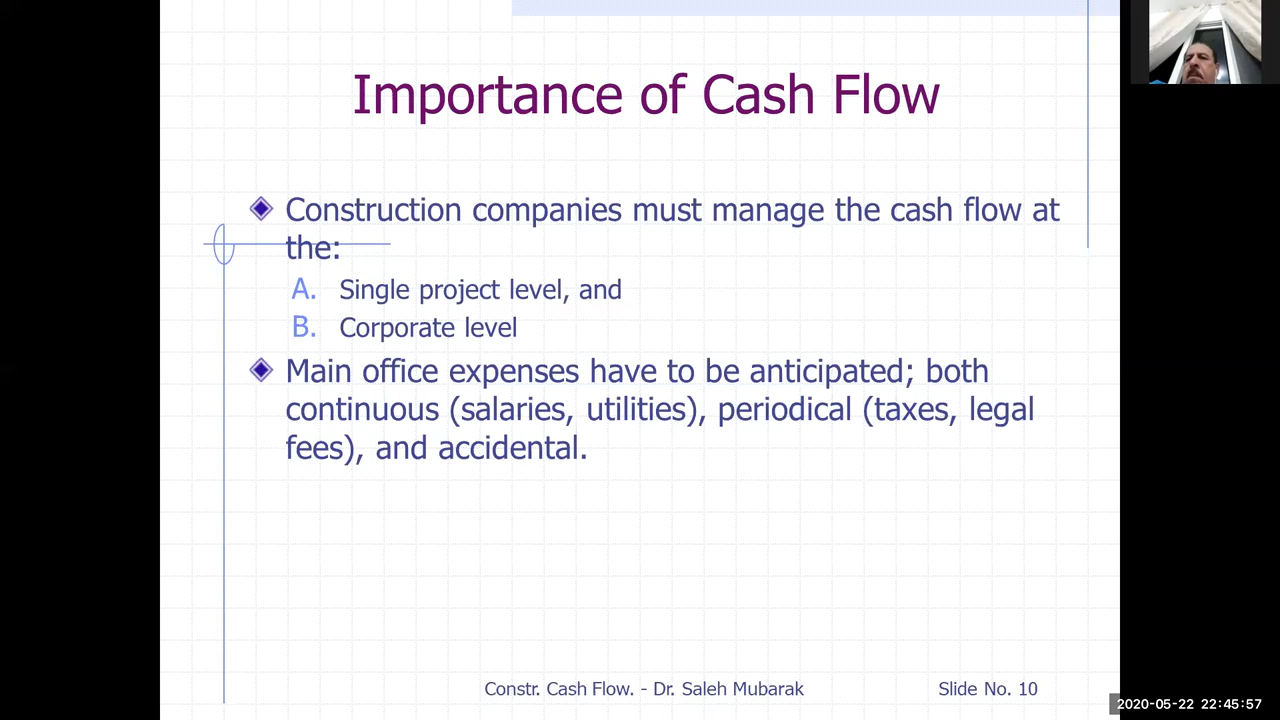 Importance of Cash Flow
Construction companies must manage the cash flow at
the:
A. Single project level, and
B. Corporate level
Main office expenses have to be anticipated; both
continuous (salaries, utilities), periodical (taxes, legal
fees), and accidental.
Constr. Cash Flow. - Dr. Saleh Mubarak
Slide No. 10
2020-05-22 22:45:57